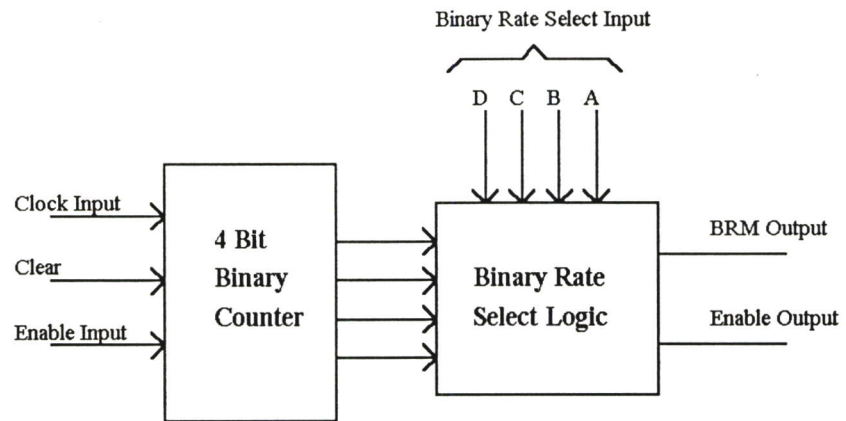 Binary Rate Select Input
D C B A
Clock Input
Clear
Enable Input
4 Bit
Binary
Counter
Binary Rate
Select Logic
BRM Output
Enable Output